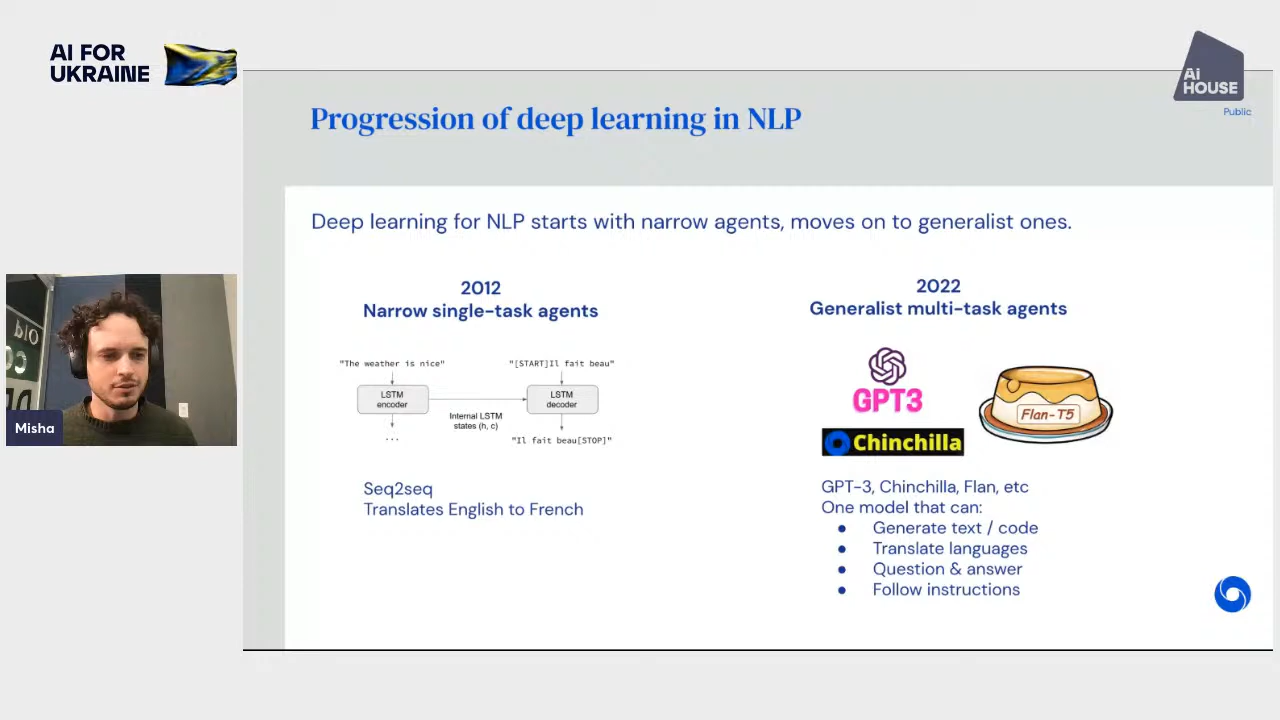 AI FOR
UKRAINE
Ai
HOUSE
Public
Progression of deep learning in NLP
Deep learning for NLP starts with narrow agents, moves on to generalist ones.
2012
Narrow single-task agents
"The weather is nice"
"[START]Il fait beau"
LSTM
encoder
LSTM
decoder
Internal LSTM
states (h, c)
...
"Il fait beau[STOP]"
Seq2seq
Translates English to French
2022
Generalist multi-task agents
GPT3
Flan-T5
Chinchilla
GPT-3, Chinchilla, Flan, etc
One model that can:
● Generate text / code
● Translate languages
● Question & answer
● Follow instructions
Misha